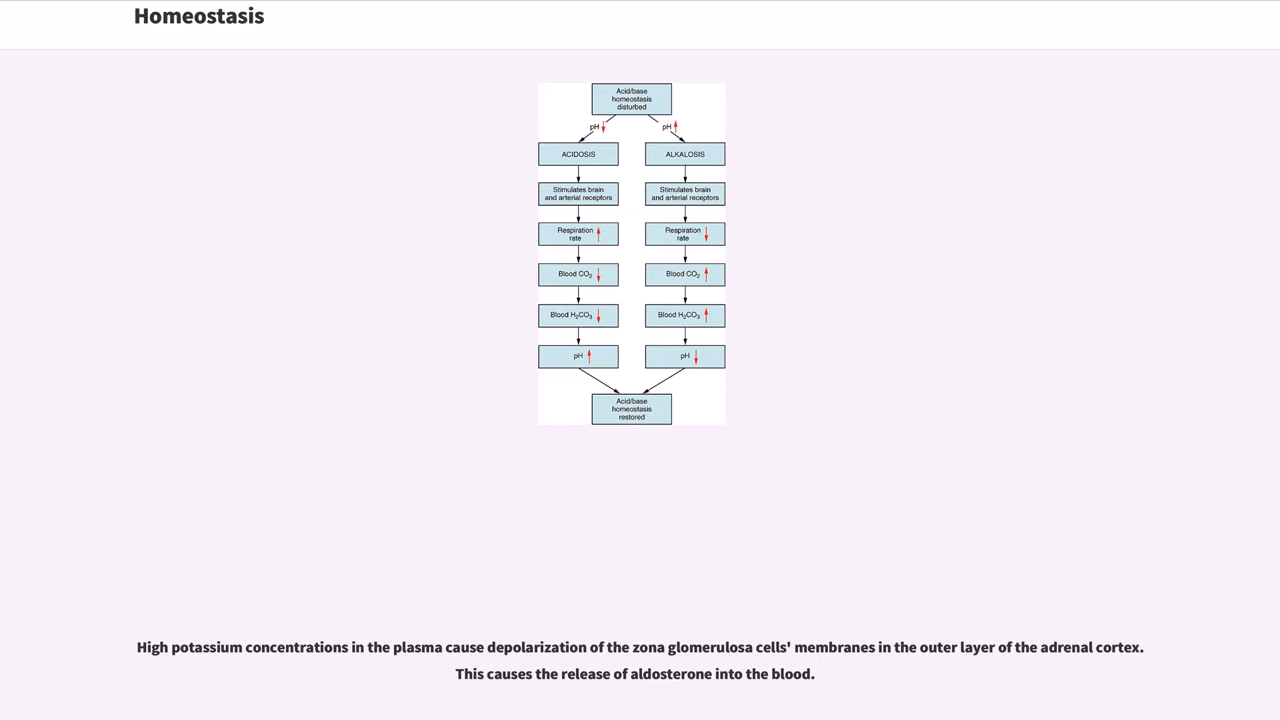 Homeostasis
Acid/base
homeostasis
disturbed
pH
pH
ACIDOSIS
ALKALOSIS
Stimulates brain
and arterial receptors
Stimulates brain
and arterial receptors
Respiration
rate
Respiration
rate
Blood CO₂
Blood CO₂
Blood H₂CO₃
Blood H₂CO₃
pH
pH
Acid/base
homeostasis
restored
High potassium concentrations in the plasma cause depolarization of the zona glomerulosa cells' membranes in the outer layer of the adrenal cortex.
This causes the release of aldosterone into the blood.